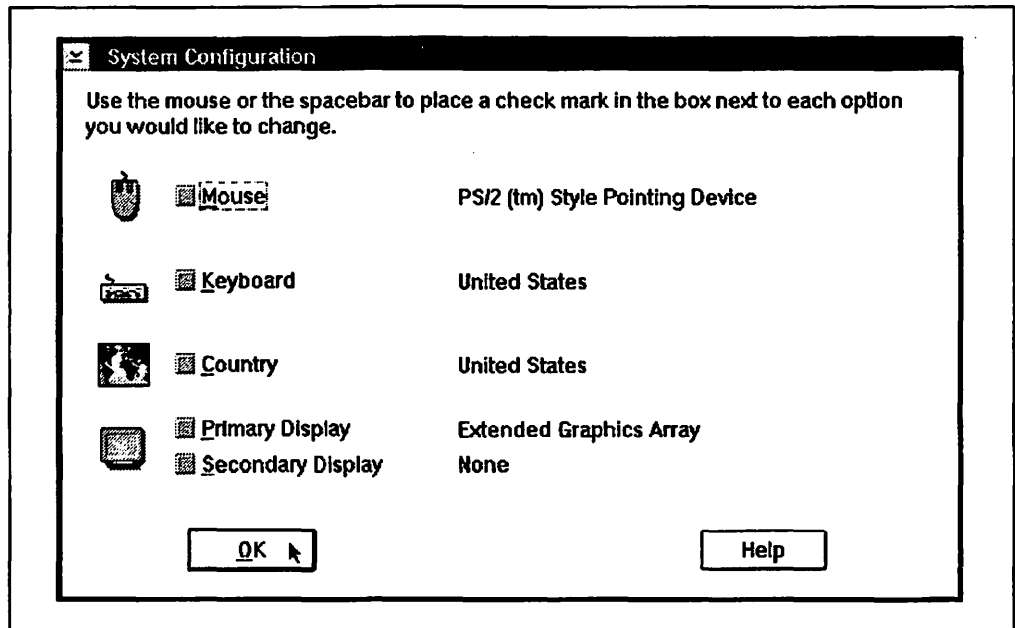 System Configuration
Use the mouse or the spacebar to place a check mark in the box next to each option
you would like to change.
Mouse PS/2 (tm) Style Pointing Device
Keyboard United States
Country United States
Primary Display Extended Graphics Array
Secondary Display None
OK Help